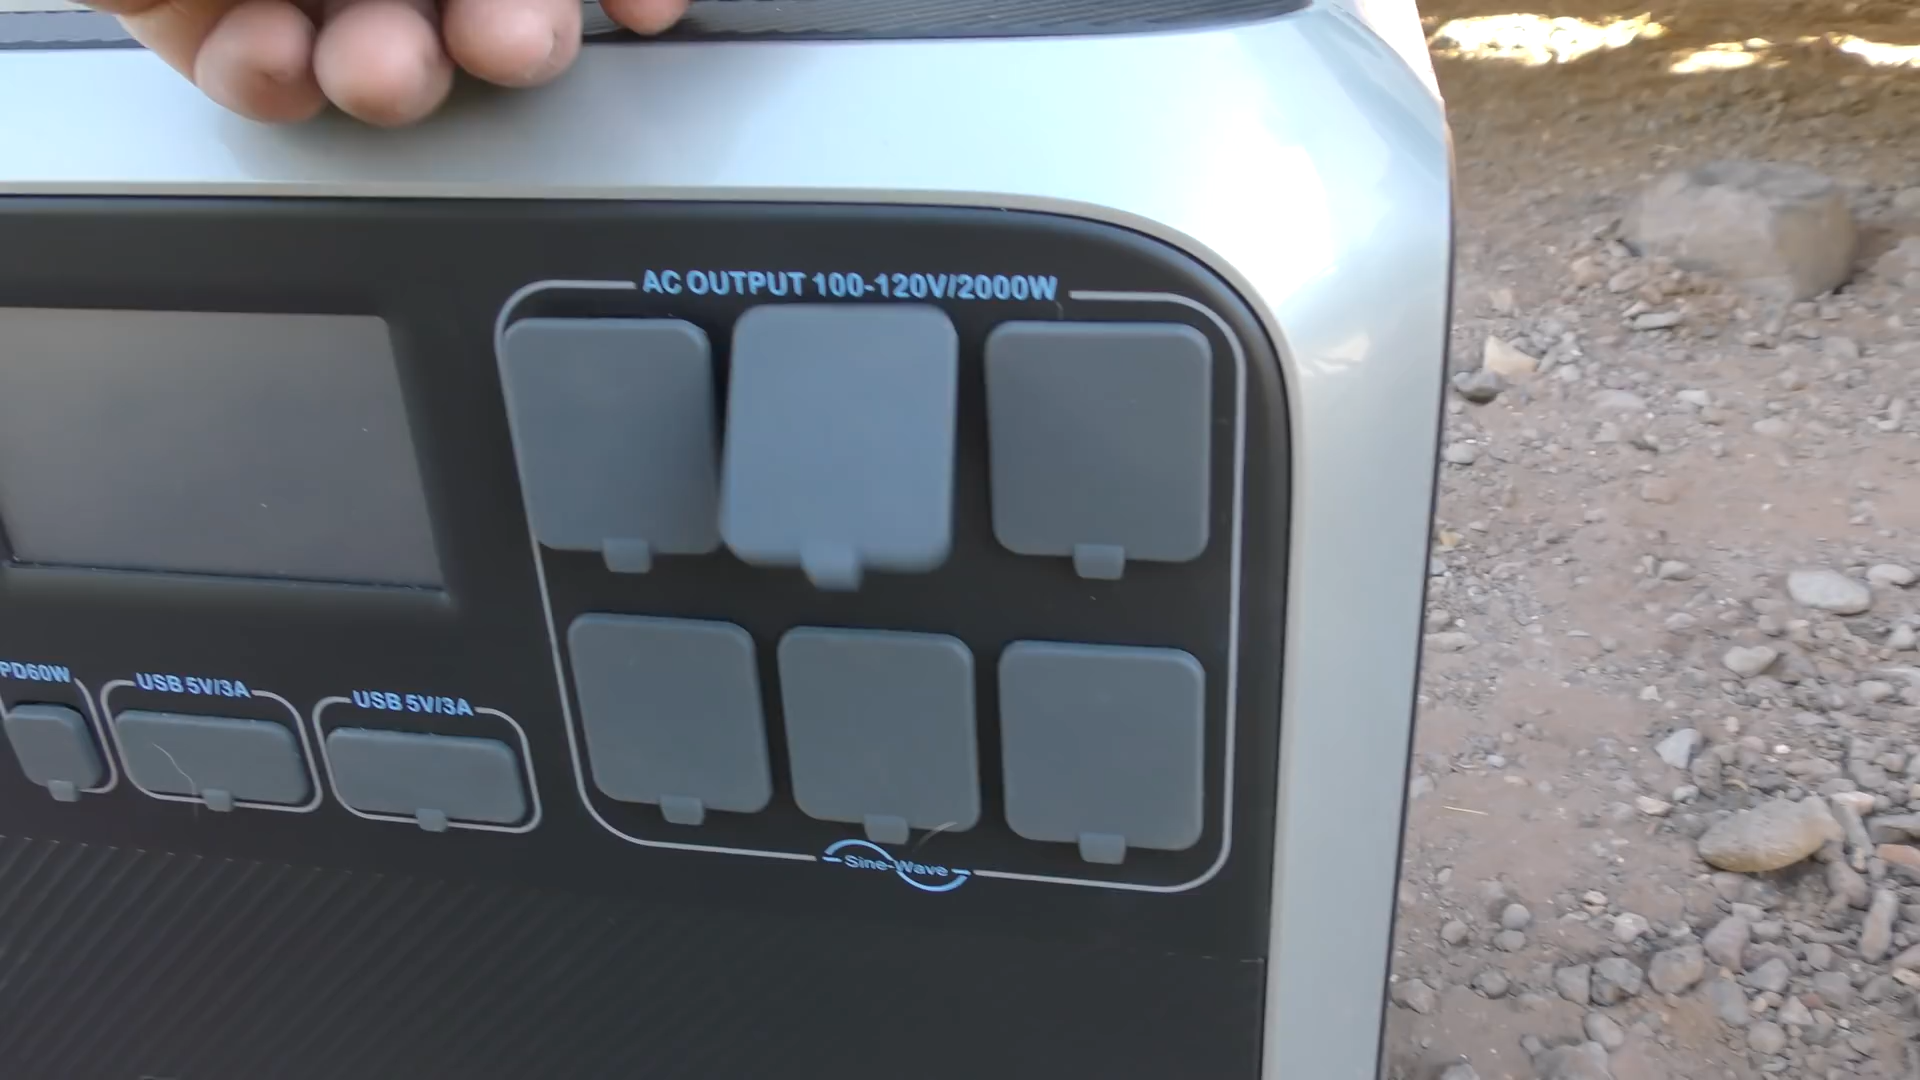 AC OUTPUT 100-120V/2000W
PD60W
USB 5V/3A
USB 5V/3A
Sine-Wave